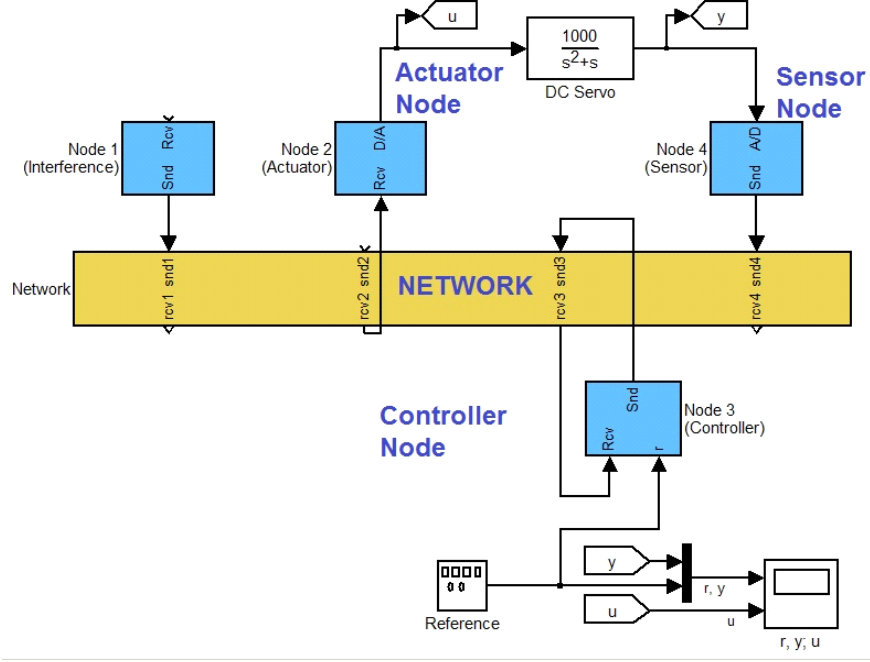 u
y
1000
s2+s
DC Servo
Actuator
Node
Sensor
Node
Node 1
(Interference)
Snd Rcv
Node 2
(Actuator)
Rcv D/A
Node 4
(Sensor)
Snd A/D
Network
rcv1 snd1
rcv2 snd2
NETWORK
rcv3 snd3
rcv4 snd4
Controller
Node
Snd
Rcv
r
Node 3
(Controller)
Reference
y
u
r, y
u
r, y; u